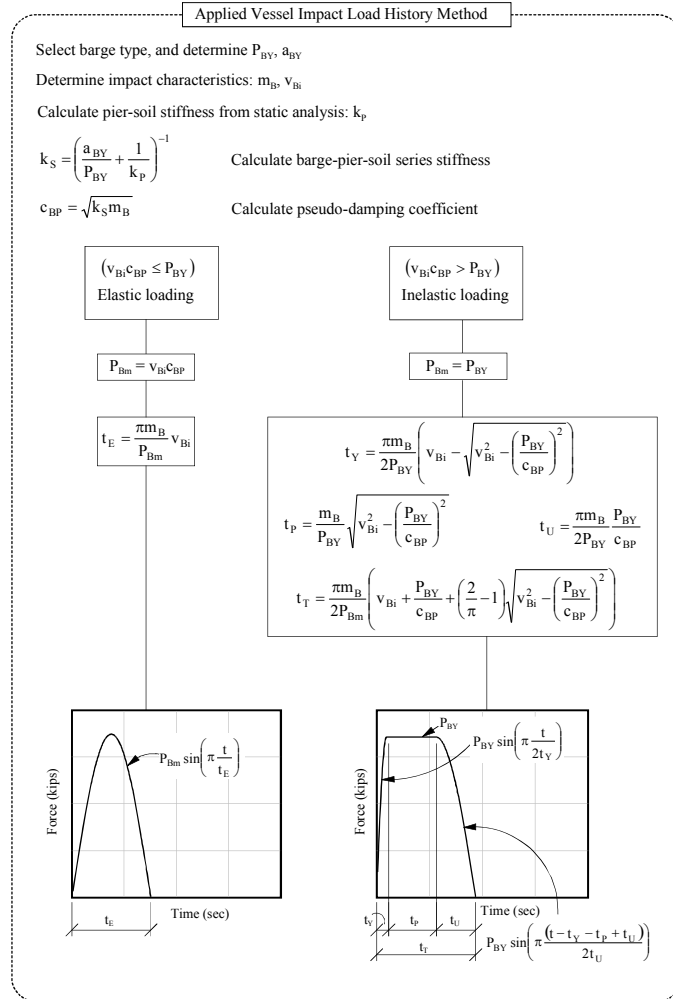 Applied Vessel Impact Load History Method
Select barge type, and determine P_BY, a_BY
Determine impact characteristics: m_B, v_Bi
Calculate pier-soil stiffness from static analysis: k_P
k_S = (a_BY/P_BY + 1/k_P)^−1 Calculate barge-pier-soil series stiffness
c_BP = √(k_S m_B) Calculate pseudo-damping coefficient
(v_Bi c_BP ≤ P_BY)
Elastic loading
P_Bm = v_Bi c_BP
t_E = (πm_B/P_Bm) v_Bi
(v_Bi c_BP > P_BY)
Inelastic loading
P_Bm = P_BY
t_Y = (πm_B/2P_BY) (v_Bi − √(v_Bi^2 − (P_BY/c_BP)^2))
t_P = (m_B/P_BY) √(v_Bi^2 − (P_BY/c_BP)^2) t_U = (πm_B/2P_BY) (P_BY/c_BP)
t_T = (πm_B/2P_Bm) (v_Bi + P_BY/c_BP + (2/π − 1) √(v_Bi^2 − (P_BY/c_BP)^2))
Force (kips)
P_Bm sin(π t/t_E)
t_E
Time (sec)
Force (kips)
P_BY
P_BY sin(π t/2t_Y)
t_Y t_P t_U Time (sec)
t_T
P_BY sin(π (t − t_Y − t_P + t_U)/2t_U)